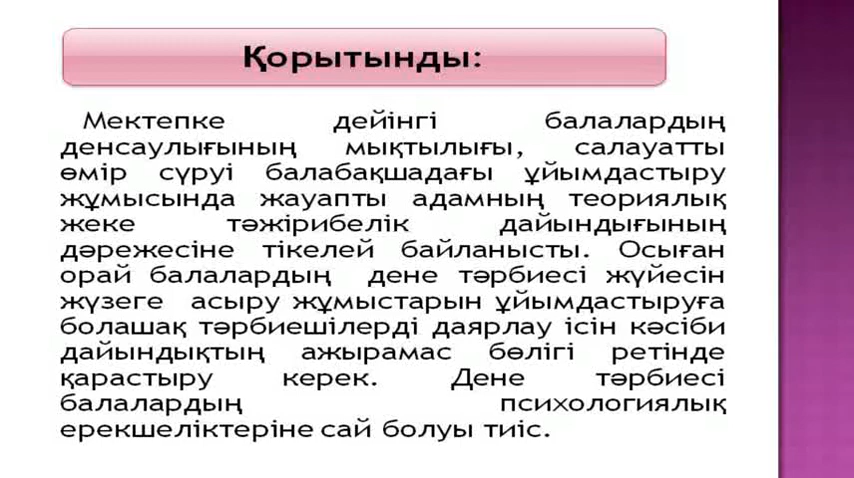 Қорытынды:
Мектепке дейінгі балалардың
денсаулығының мықтылығы, салауатты
өмір сүруі балабақшадағы ұйымдастыру
жұмысында жауапты адамның теориялық
жеке тәжірибелік дайындығының
дәрежесіне тікелей байланысты. Осыған
орай балалардың дене тәрбиесі жүйесін
жүзеге асыру жұмыстарын ұйымдастыруға
болашақ тәрбиешілерді даярлау ісін кәсіби
дайындықтың ажырамас бөлігі ретінде
қарастыру керек. Дене тәрбиесі
балалардың психологиялық
ерекшеліктеріне сай болуы тиіс.